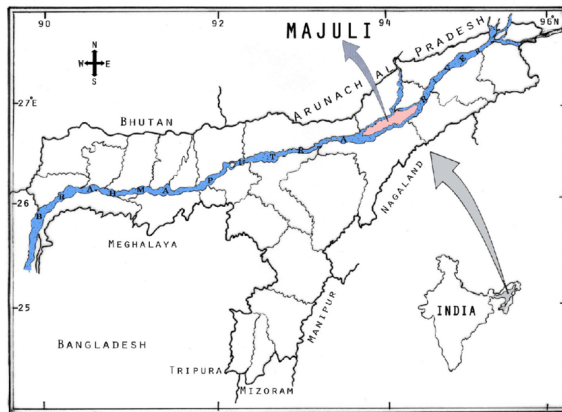 90
92
94
96°N
MAJULI
N
W E
S
ARUNACHAL PRADESH
27°E
BHUTAN
BRAHMAPUTRA RIVER
NAGALAND
26
MEGHALAYA
25
MANIPUR
INDIA
BANGLADESH
TRIPURA
MIZORAM